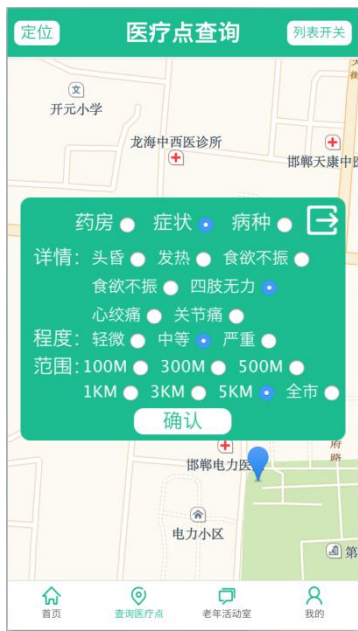 定位 医疗点查询 列表开关
文
开元小学
龙海中西医诊所
邯郸天康中医
药房 症状 病种
详情: 头昏 发热 食欲不振
食欲不振 四肢无力
心绞痛 关节痛
程度: 轻微 中等 严重
范围: 100M 300M 500M
1KM 3KM 5KM 全市
确认
府
路
邯郸电力医
电力小区
第
首页 查询医疗点 老年活动室 我的